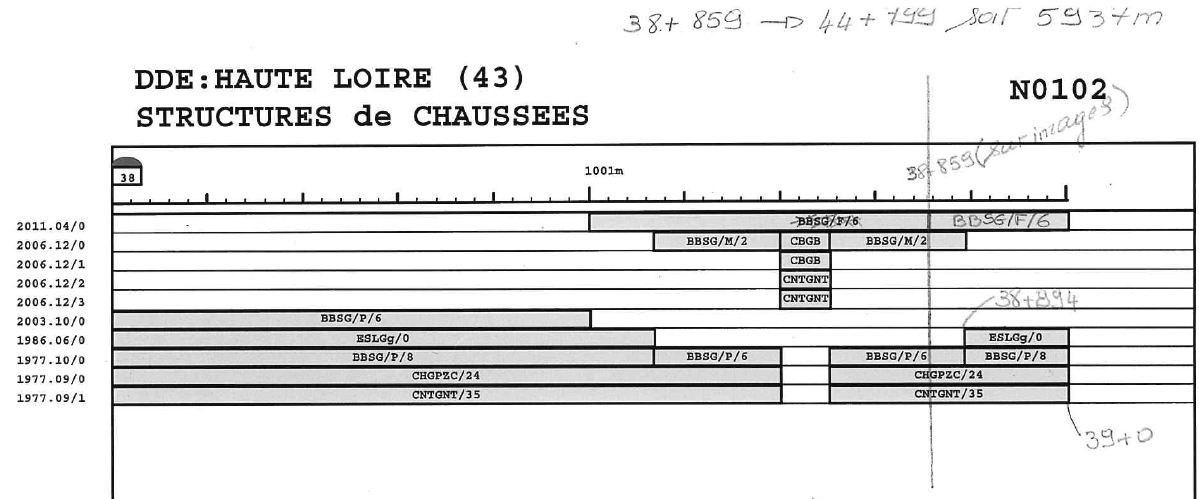 38+859 → 44+799 soit 5937m
DDE:HAUTE LOIRE (43)
N0102
STRUCTURES de CHAUSSEES
38+859 (sur images)
38
1001m
2011.04/0 BBSG/F/6 BBSG/F/6
2006.12/0 BBSG/M/2 CBGB BBSG/M/2
2006.12/1 CBGB
2006.12/2 CNTGNT
2006.12/3 CNTGNT
38+894
2003.10/0 BBSG/P/6
1986.06/0 ESLGg/0 ESLGg/0
1977.10/0 BBSG/P/8 BBSG/P/6 BBSG/P/6 BBSG/P/8
1977.09/0 CHGPZC/24 CHGPZC/24
1977.09/1 CNTGNT/35 CNTGNT/35
39+0